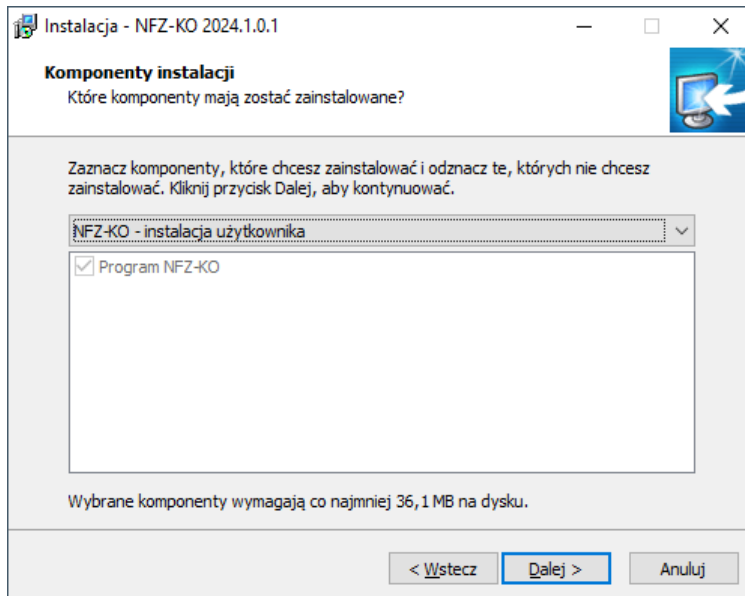 Instalacja - NFZ-KO 2024.1.0.1
Komponenty instalacji
Które komponenty mają zostać zainstalowane?
Zaznacz komponenty, które chcesz zainstalować i odznacz te, których nie chcesz
zainstalować. Kliknij przycisk Dalej, aby kontynuować.
NFZ-KO - instalacja użytkownika
Program NFZ-KO
Wybrane komponenty wymagają co najmniej 36,1 MB na dysku.
< Wstecz
Dalej >
Anuluj